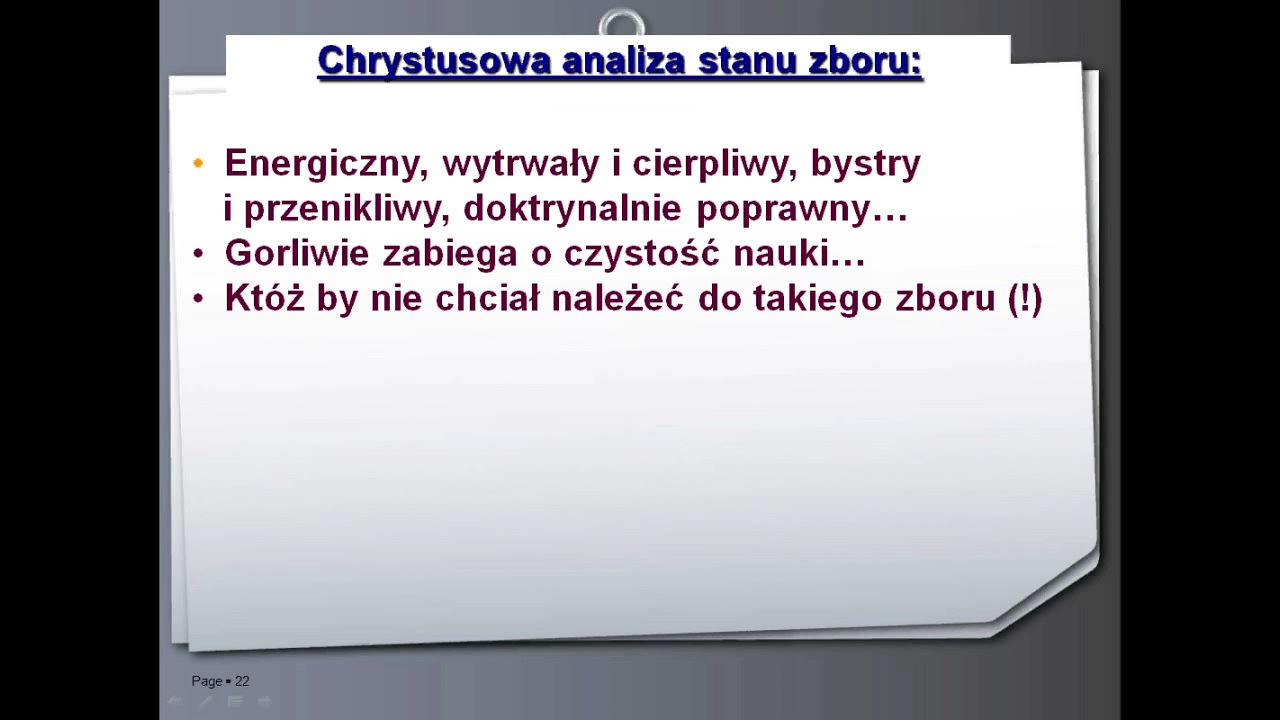 Chrystusowa analiza stanu zboru:
• Energiczny, wytrwały i cierpliwy, bystry
i przenikliwy, doktrynalnie poprawny…
• Gorliwie zabiega o czystość nauki…
• Któż by nie chciał należeć do takiego zboru (!)
Page ▪ 22